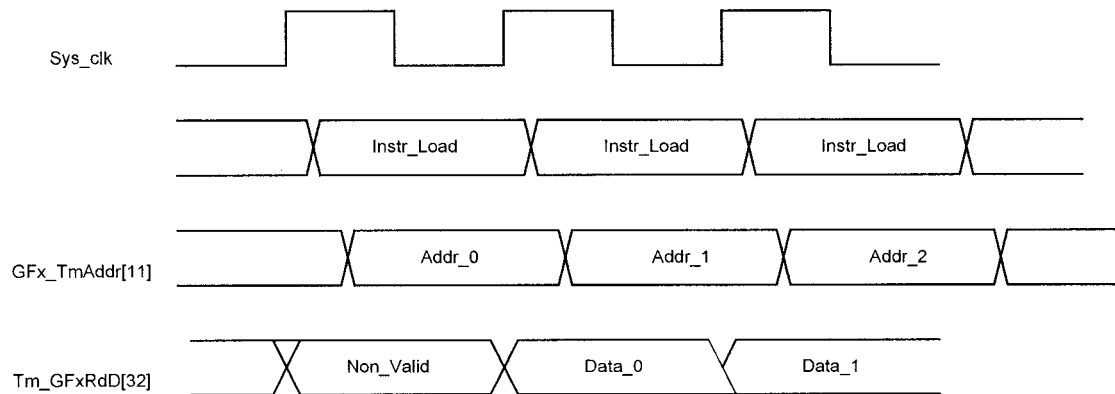 Sys_clk
Instr_Load Instr_Load Instr_Load
GFx_TmAddr[11] Addr_0 Addr_1 Addr_2
Tm_GFxRdD[32] Non_Valid Data_0 Data_1